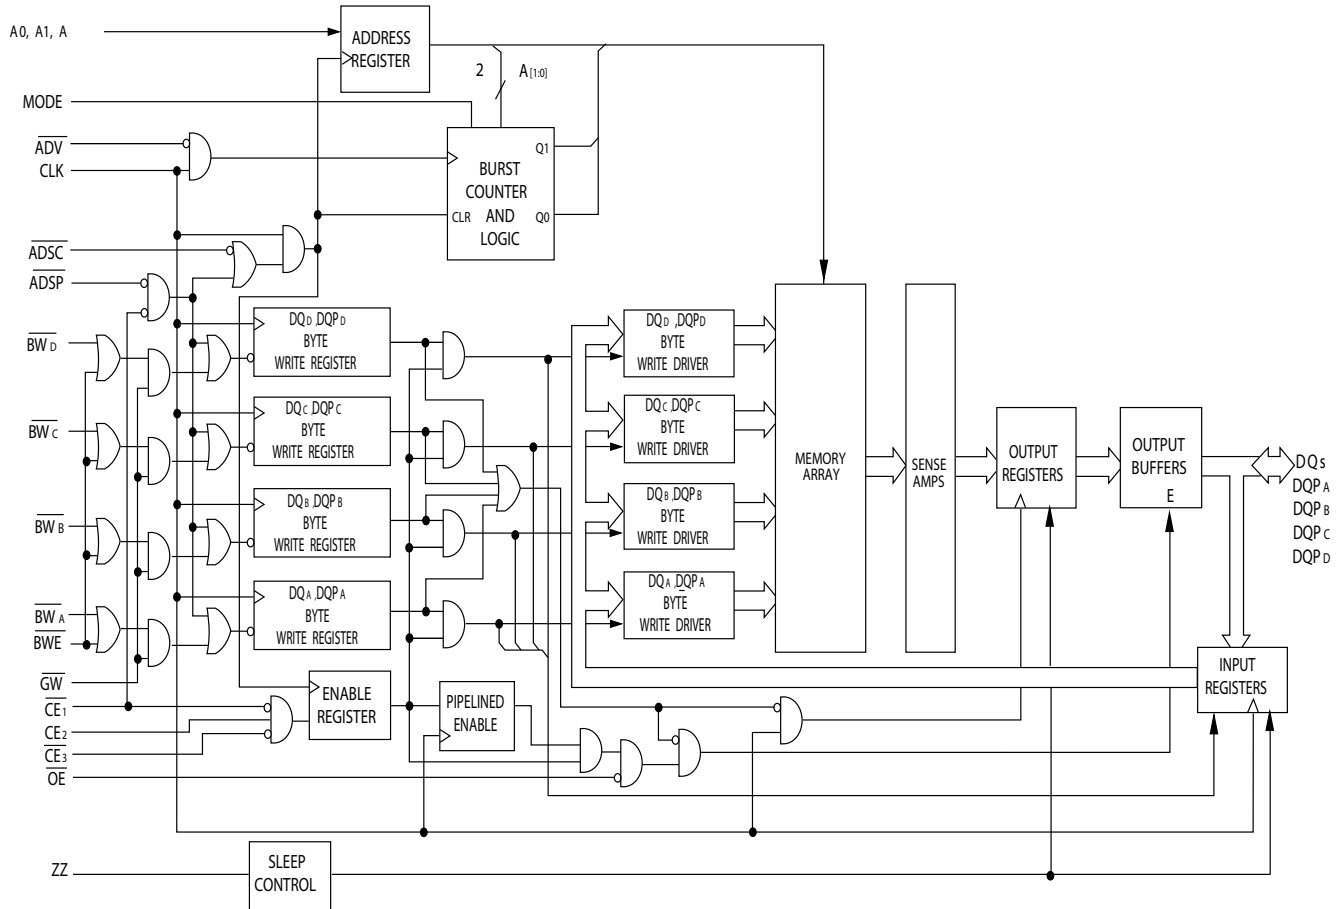 A0, A1, A
ADDRESS
REGISTER
2
A[1:0]
MODE
ADV
CLK
BURST
COUNTER
AND
LOGIC
Q1
CLR
Q0
ADSC
ADSP
DQD ,DQPD
BYTE
WRITE REGISTER
DQD ,DQPD
BYTE
WRITE DRIVER
BWD
DQC ,DQPC
BYTE
WRITE REGISTER
DQC ,DQPC
BYTE
WRITE DRIVER
BWC
MEMORY
ARRAY
SENSE
AMPS
OUTPUT
REGISTERS
OUTPUT
BUFFERS
E
DQs
DQPA
DQPB
DQPC
DQPD
DQB ,DQPB
BYTE
WRITE REGISTER
DQB ,DQPB
BYTE
WRITE DRIVER
BWB
DQA ,DQPA
BYTE
WRITE REGISTER
DQA ,DQPA
BYTE
WRITE DRIVER
BWA
BWE
GW
CE1
CE2
CE3
OE
ENABLE
REGISTER
PIPELINED
ENABLE
INPUT
REGISTERS
ZZ
SLEEP
CONTROL